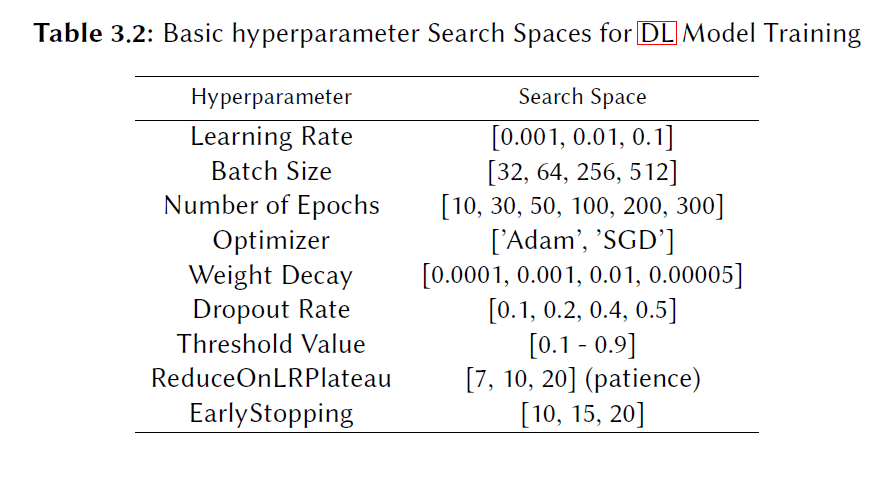 Table 3.2: Basic hyperparameter Search Spaces for DL Model Training
Hyperparameter Search Space
Learning Rate [0.001, 0.01, 0.1]
Batch Size [32, 64, 256, 512]
Number of Epochs [10, 30, 50, 100, 200, 300]
Optimizer [’Adam’, ’SGD’]
Weight Decay [0.0001, 0.001, 0.01, 0.00005]
Dropout Rate [0.1, 0.2, 0.4, 0.5]
Threshold Value [0.1 - 0.9]
ReduceOnLRPlateau [7, 10, 20] (patience)
EarlyStopping [10, 15, 20]